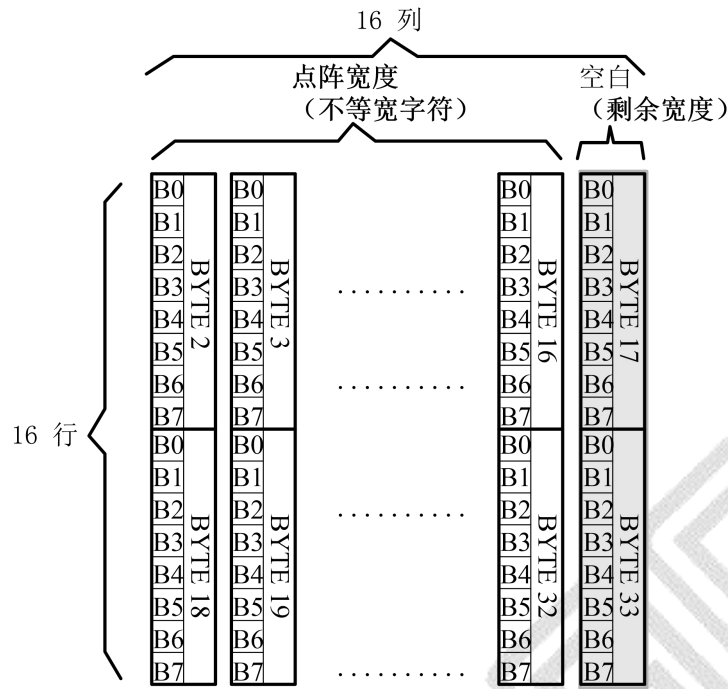 16 列
点阵宽度 空白
（不等宽字符） （剩余宽度）
B0 B0 B0 B0
B1 B1 B1 B1
B2 B2 B2 B2
B3 B3 .......... B3 B3
B4 B4 B4 B4
B5 B5 B5 B5
B6 B6 .......... B6 B6
B7 B7 B7 B7
BYTE 2 BYTE 3 BYTE 16 BYTE 17
16 行
B0 B0 B0 B0
B1 B1 B1 B1
B2 B2 .......... B2 B2
B3 B3 B3 B3
B4 B4 B4 B4
B5 B5 B5 B5
B6 B6 B6 B6
B7 B7 .......... B7 B7
BYTE 18 BYTE 19 BYTE 32 BYTE 33